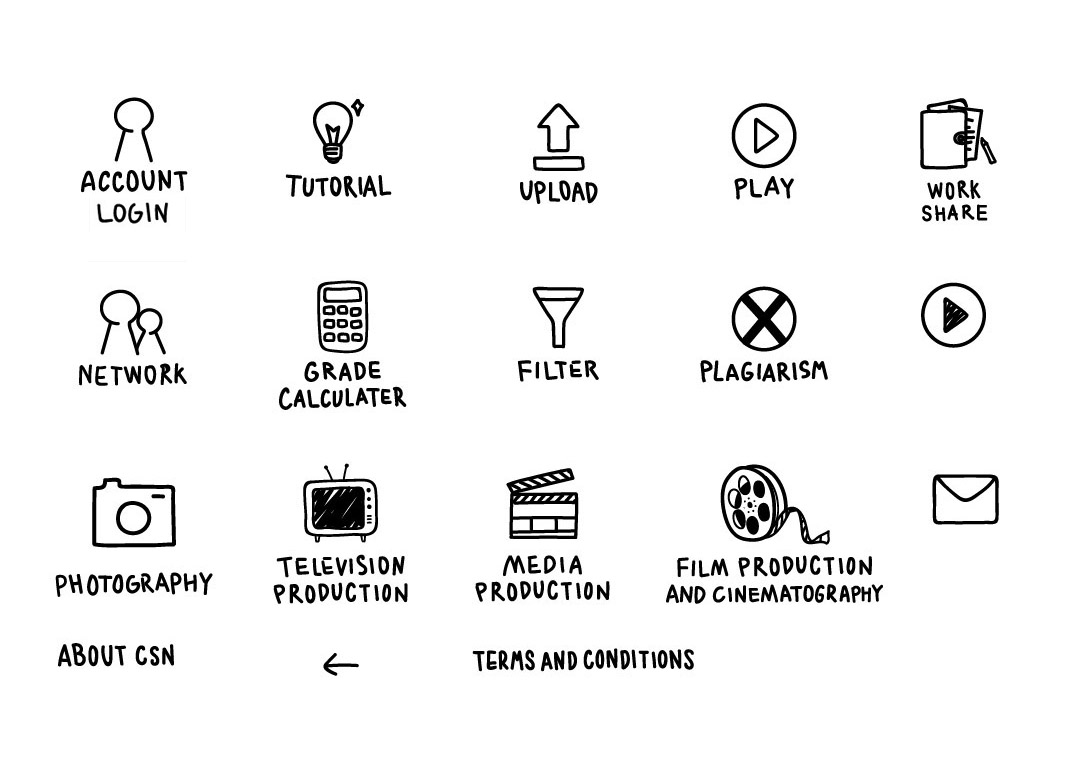 ACCOUNT
LOGIN
TUTORIAL
UPLOAD
PLAY
WORK
SHARE
NETWORK
GRADE
CALCULATER
FILTER
PLAGIARISM
PHOTOGRAPHY
TELEVISION
PRODUCTION
MEDIA
PRODUCTION
FILM PRODUCTION
AND CINEMATOGRAPHY
ABOUT CSN
TERMS AND CONDITIONS